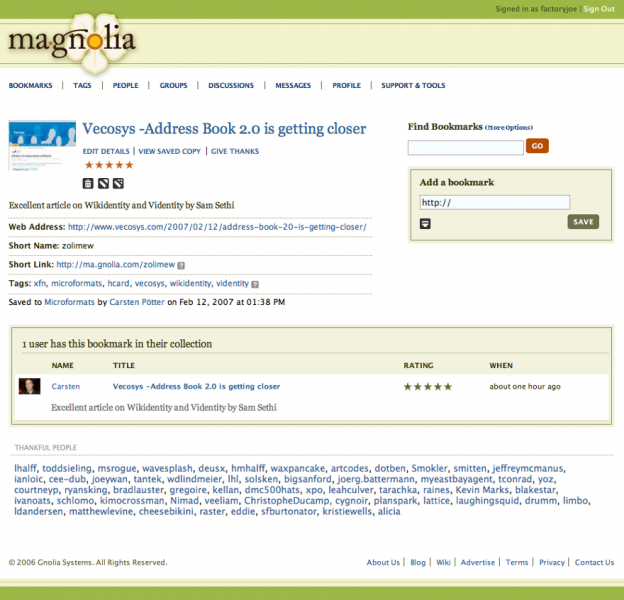 Signed in as factoryjoe | Sign Out
ma.gnolia
BOOKMARKS | TAGS | PEOPLE | GROUPS | DISCUSSIONS | MESSAGES | PROFILE | SUPPORT & TOOLS
Vecosys -Address Book 2.0 is getting closer
EDIT DETAILS | VIEW SAVED COPY | GIVE THANKS
Excellent article on Wikidentity and Videntity by Sam Sethi
Web Address: http://www.vecosys.com/2007/02/12/address-book-20-is-getting-closer/
Short Name: zolimew
Short Link: http://ma.gnolia.com/zolimew ?
Tags: xfn, microformats, hcard, vecosys, wikidentity, videntity ?
Saved to Microformats by Carsten Pötter on Feb 12, 2007 at 01:38 PM
Find Bookmarks (More Options)
GO
Add a bookmark
http://
SAVE
1 user has this bookmark in their collection
NAME TITLE RATING WHEN
Carsten Vecosys -Address Book 2.0 is getting closer ★★★★★ about one hour ago
Excellent article on Wikidentity and Videntity by Sam Sethi
THANKFUL PEOPLE
lhalff, toddsieling, msrogue, wavesplash, deusx, hmhalff, waxpancake, artcodes, dotben, Smokler, smitten, jeffreymcmanus,
ianloic, cee-dub, joeywan, tantek, wdlindmeier, lhl, solsken, bigsanford, joerg.battermann, myeastbayagent, tconrad, yoz,
courtneyp, ryansking, bradlauster, gregoire, kellan, dmc500hats, xpo, leahculver, tarachka, raines, Kevin Marks, blakestar,
ivanoats, schlomo, kimocrossman, Nimad, veeliam, ChristopheDucamp, cygnoir, planspark, lattice, laughingsquid, drumm, limbo,
ldandersen, matthewlevine, cheesebikini, raster, eddie, sfburtonator, kristiewells, alicia
© 2006 Gnolia Systems. All Rights Reserved.
About Us | Blog | Wiki | Advertise | Terms | Privacy | Contact Us